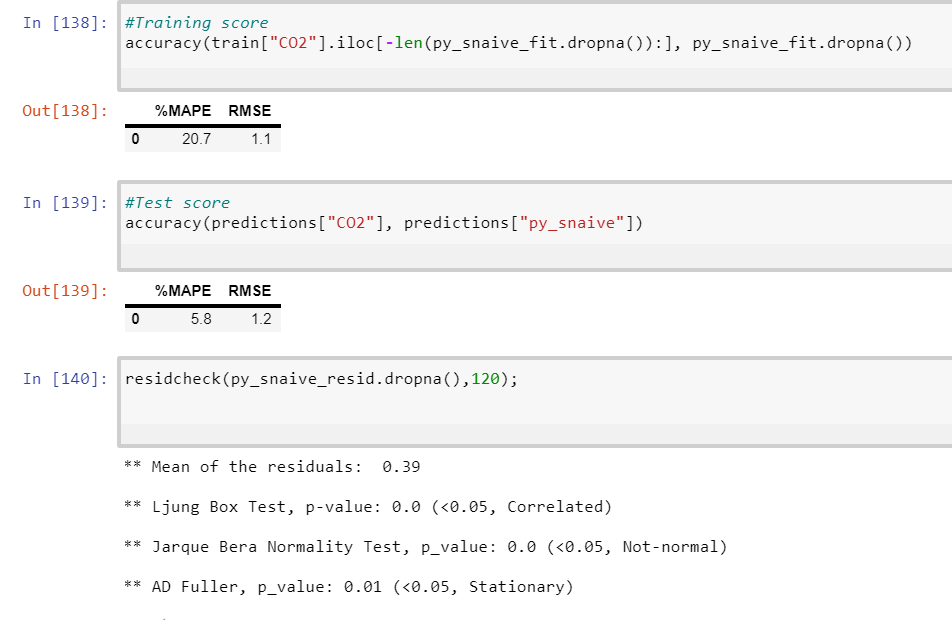 In [138]: #Training score
accuracy(train["CO2"].iloc[-len(py_snaive_fit.dropna()):], py_snaive_fit.dropna())
Out[138]: %MAPE RMSE
0 20.7 1.1
In [139]: #Test score
accuracy(predictions["CO2"], predictions["py_snaive"])
Out[139]: %MAPE RMSE
0 5.8 1.2
In [140]: residcheck(py_snaive_resid.dropna(),120);
** Mean of the residuals:  0.39
** Ljung Box Test, p-value: 0.0 (<0.05, Correlated)
** Jarque Bera Normality Test, p_value: 0.0 (<0.05, Not-normal)
** AD Fuller, p_value: 0.01 (<0.05, Stationary)